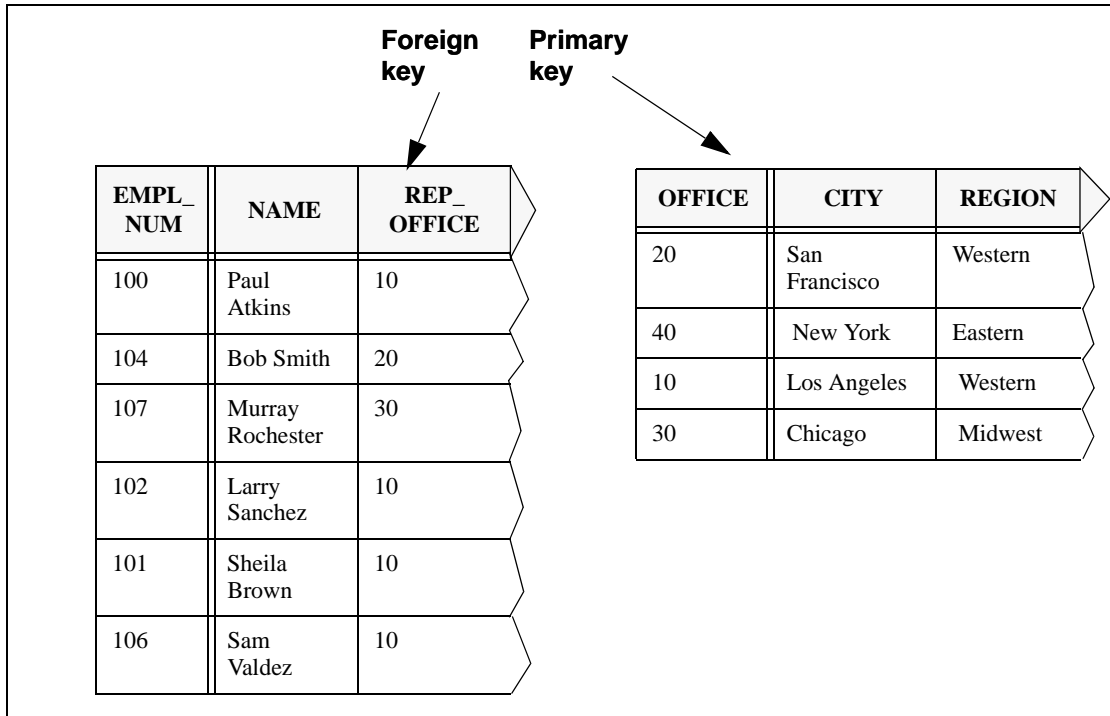 Foreign
key
Primary
key
EMPL_
NUM
NAME
REP_
OFFICE
100
Paul
Atkins
10
104
Bob Smith
20
107
Murray
Rochester
30
102
Larry
Sanchez
10
101
Sheila
Brown
10
106
Sam
Valdez
10
OFFICE
CITY
REGION
20
San
Francisco
Western
40
New York
Eastern
10
Los Angeles
Western
30
Chicago
Midwest